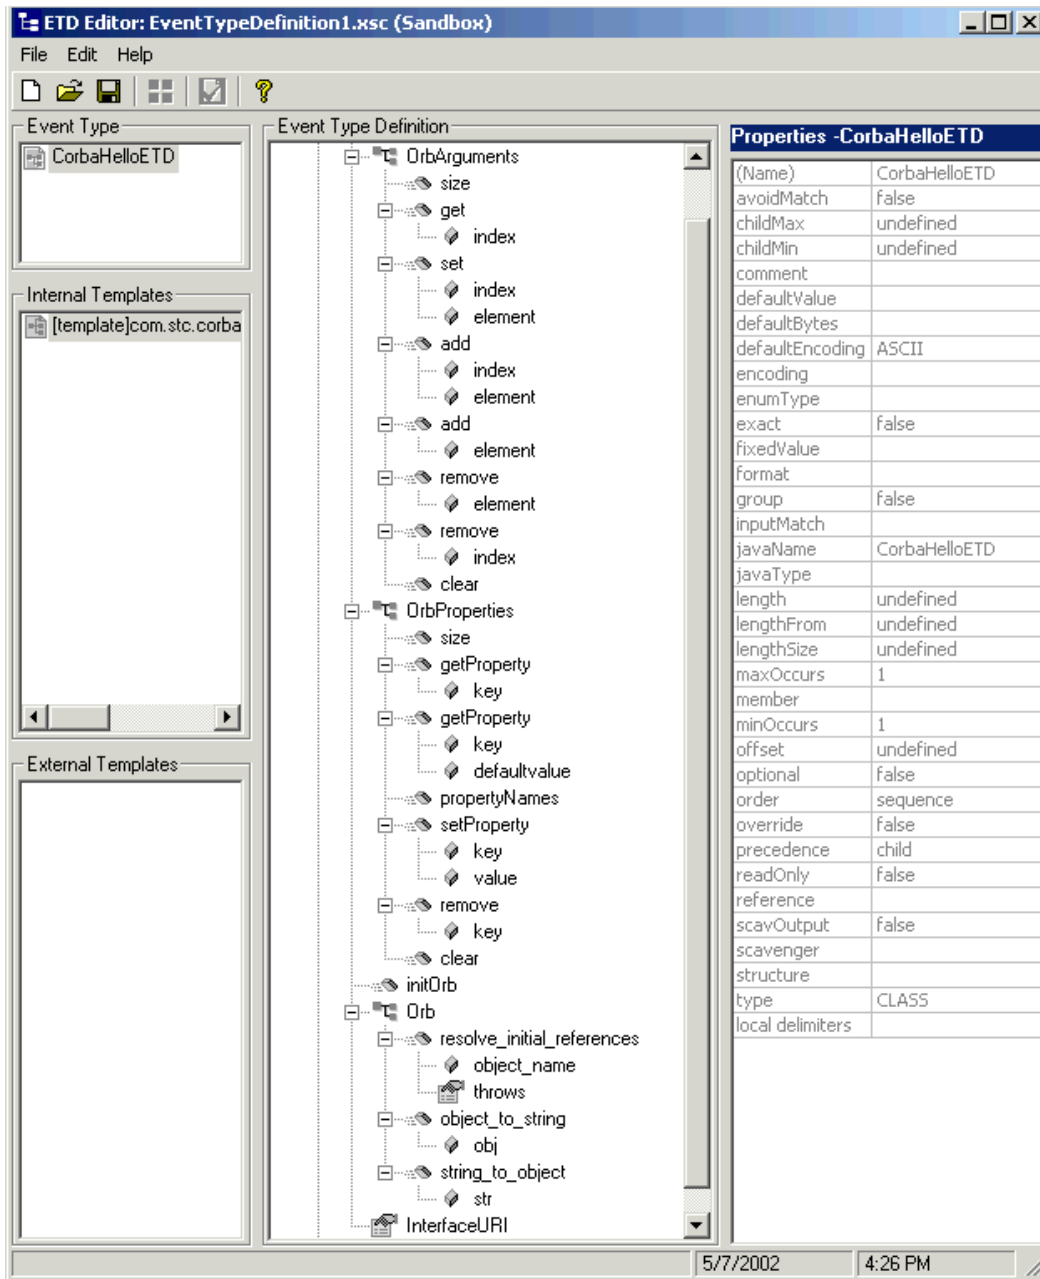 ETD Editor: EventTypeDefinition1.xsc (Sandbox)
File Edit Help
Event Type
CorbaHelloETD
Internal Templates
[template]com.stc.corba
External Templates
Event Type Definition
OrbArguments
size
get
index
set
index
element
add
index
element
add
element
remove
element
remove
index
clear
OrbProperties
size
getProperty
key
getProperty
key
defaultvalue
propertyNames
setProperty
key
value
remove
key
clear
initOrb
Orb
resolve_initial_references
object_name
throws
object_to_string
obj
string_to_object
str
InterfaceURI
Properties -CorbaHelloETD
(Name) CorbaHelloETD
avoidMatch false
childMax undefined
childMin undefined
comment
defaultValue
defaultBytes
defaultEncoding ASCII
encoding
enumType
exact false
fixedValue
format
group false
inputMatch
javaName CorbaHelloETD
javaType
length undefined
lengthFrom undefined
lengthSize undefined
maxOccurs 1
member
minOccurs 1
offset undefined
optional false
order sequence
override false
precedence child
readOnly false
reference
scavOutput false
scavenger
structure
type CLASS
local delimiters
5/7/2002 4:26 PM